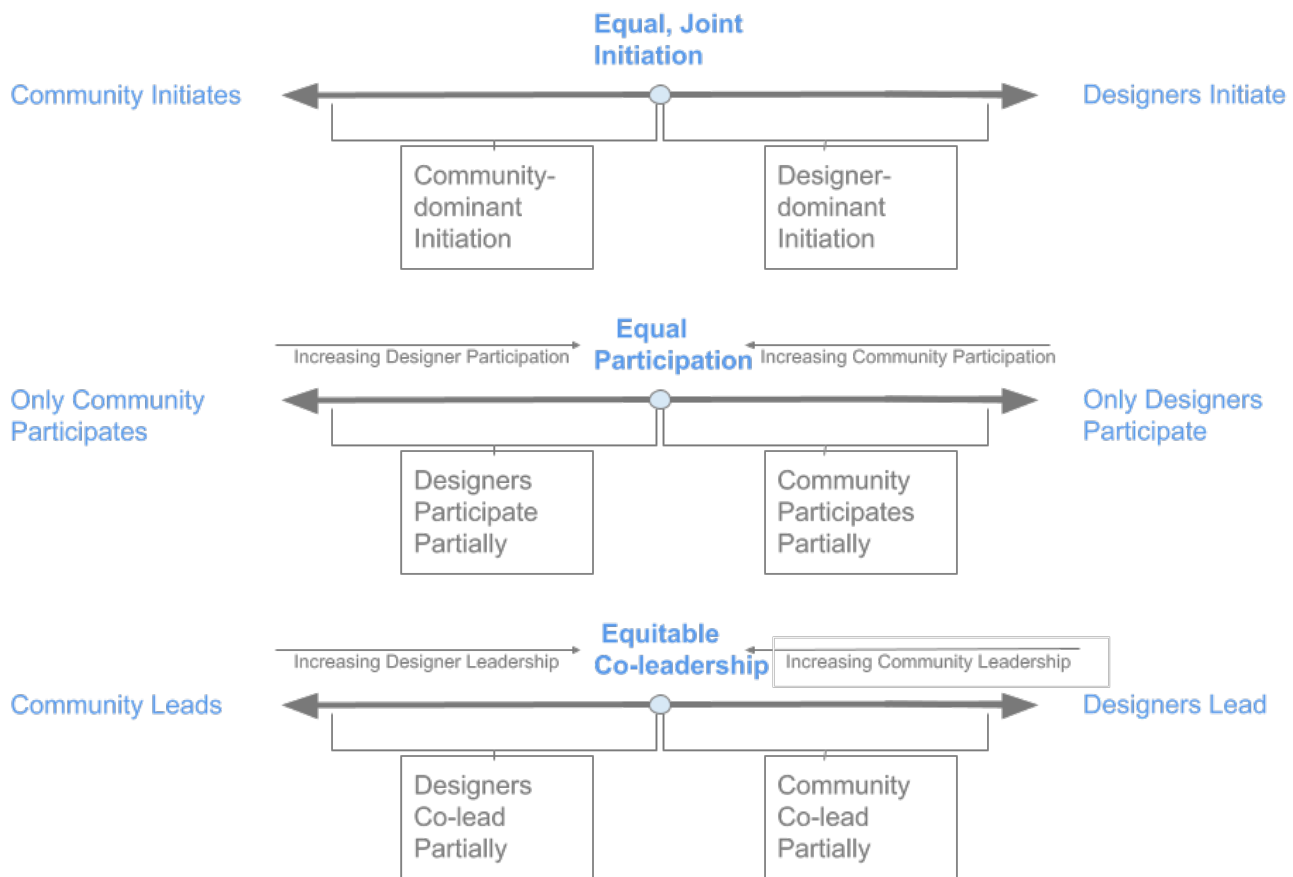 Equal, Joint
Initiation
Community Initiates
Designers Initiate
Community-
dominant
Initiation
Designer-
dominant
Initiation
Equal
Participation
Increasing Designer Participation
Increasing Community Participation
Only Community
Participates
Only Designers
Participate
Designers
Participate
Partially
Community
Participates
Partially
Equitable
Co-leadership
Increasing Designer Leadership
Increasing Community Leadership
Community Leads
Designers Lead
Designers
Co-lead
Partially
Community
Co-lead
Partially